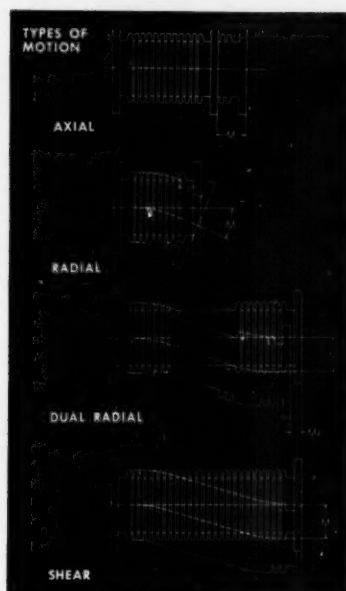 TYPES OF
MOTION
AXIAL
RADIAL
DUAL RADIAL
SHEAR